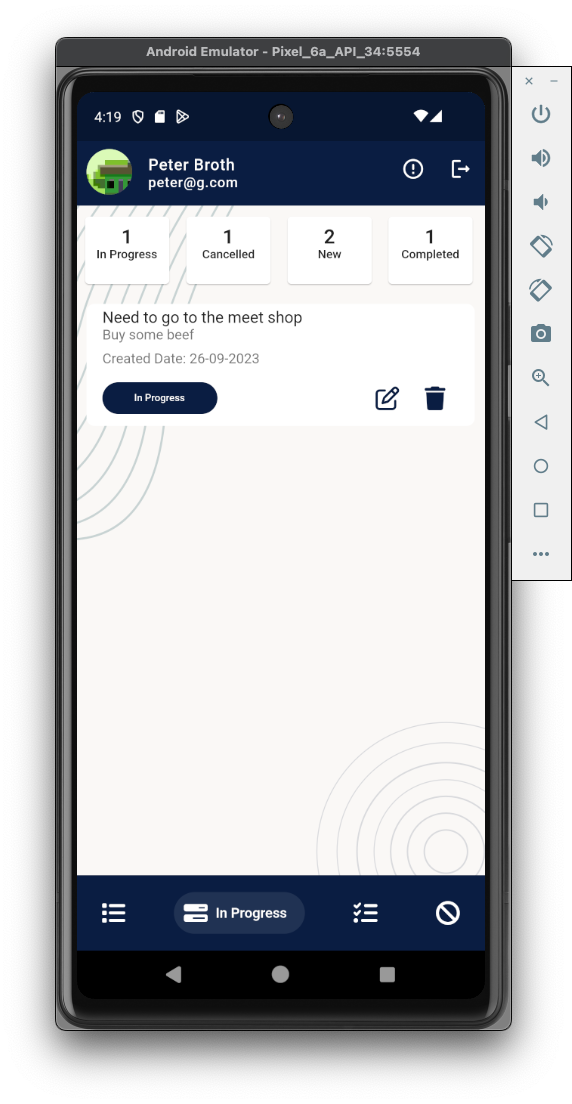 Android Emulator - Pixel_6a_API_34:5554
4:19
Peter Broth
peter@g.com
1
In Progress
1
Cancelled
2
New
1
Completed
Need to go to the meet shop
Buy some beef
Created Date: 26-09-2023
In Progress
In Progress